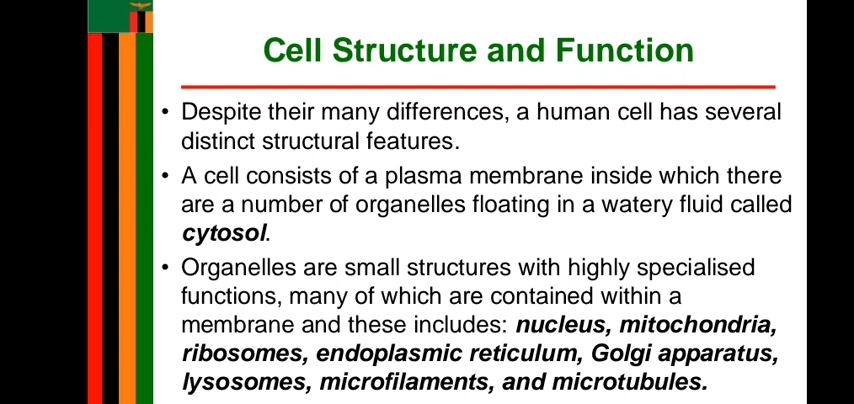 Cell Structure and Function
• Despite their many differences, a human cell has several
distinct structural features.
• A cell consists of a plasma membrane inside which there
are a number of organelles floating in a watery fluid called
cytosol.
• Organelles are small structures with highly specialised
functions, many of which are contained within a
membrane and these includes: nucleus, mitochondria,
ribosomes, endoplasmic reticulum, Golgi apparatus,
lysosomes, microfilaments, and microtubules.